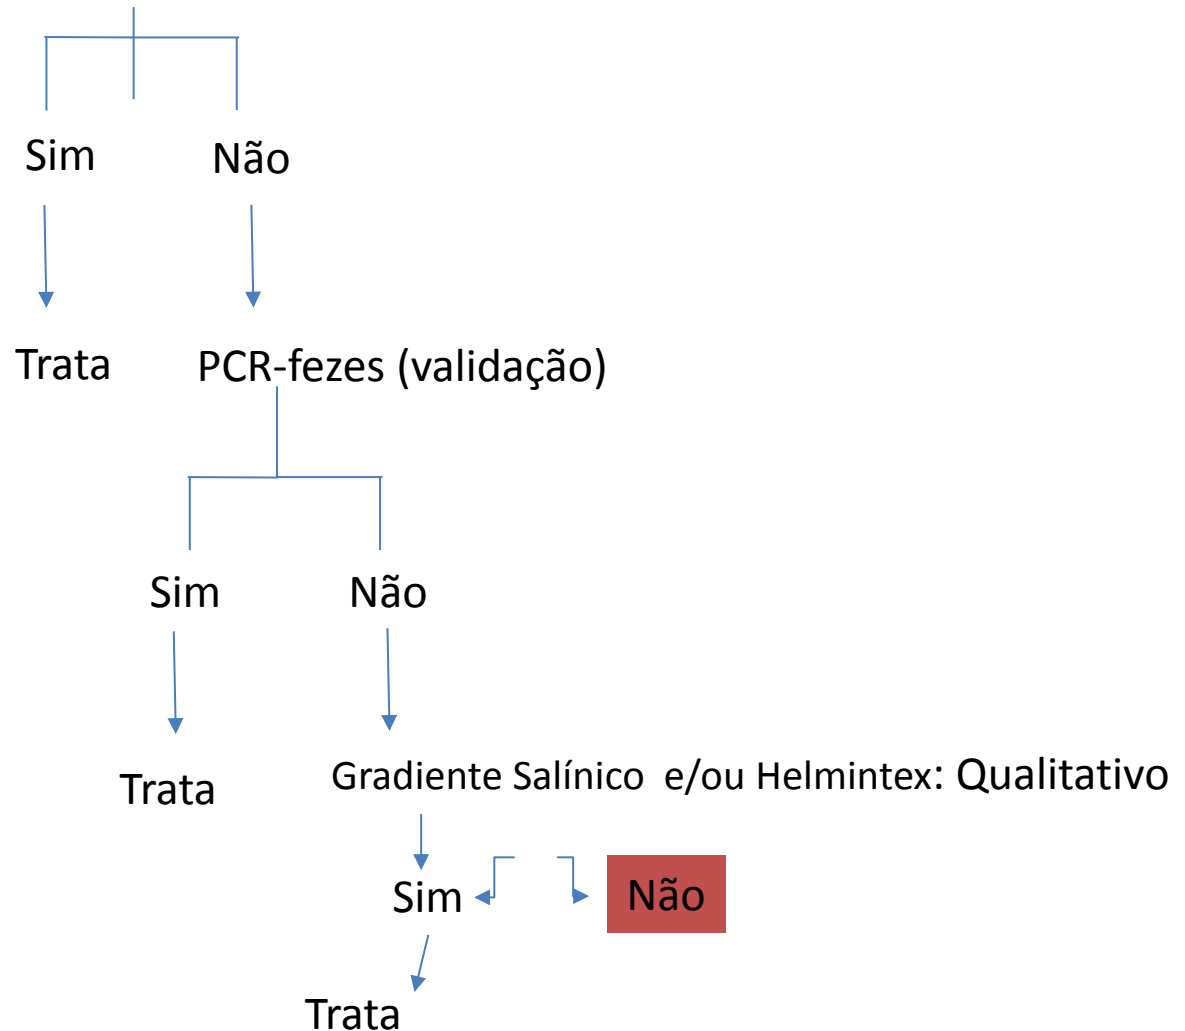 Sim Não
Trata PCR-fezes (validação)
Sim Não
Trata Gradiente Salínico e/ou Helmintex: Qualitativo
Sim Não
Trata